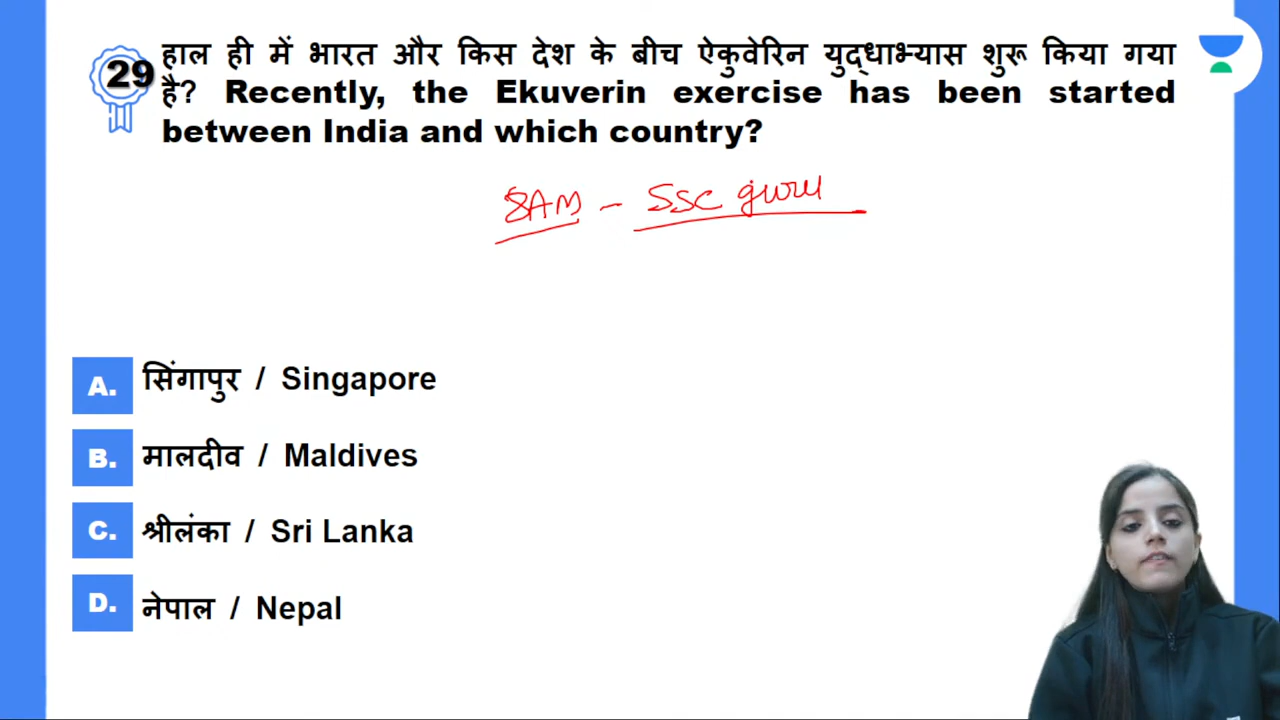 29
हाल ही में भारत और किस देश के बीच ऐकुवेरिन युद्धाभ्यास शुरू किया गया
है? Recently, the Ekuverin exercise has been started
between India and which country?
8AM - SSC guru
A. सिंगापुर / Singapore
B. मालदीव / Maldives
C. श्रीलंका / Sri Lanka
D. नेपाल / Nepal